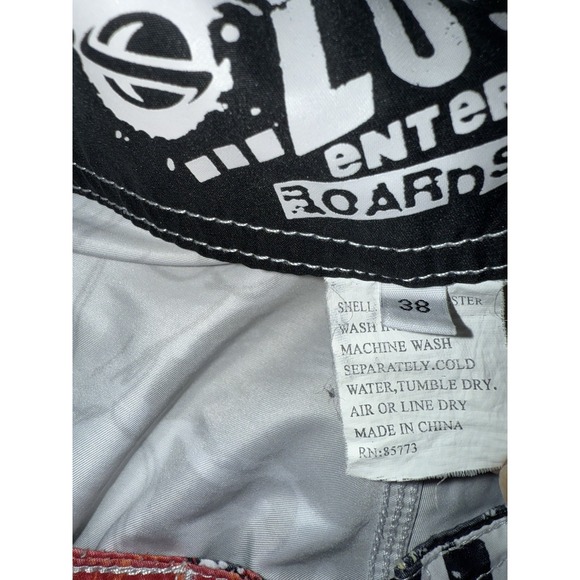 ...LOS
ENTER
BOARDS
38
SHELL STER
WASH
MACHINE WASH
SEPARATELY.COLD
WATER,TUMBLE DRY.
AIR OR LINE DRY
MADE IN CHINA
RN:85773